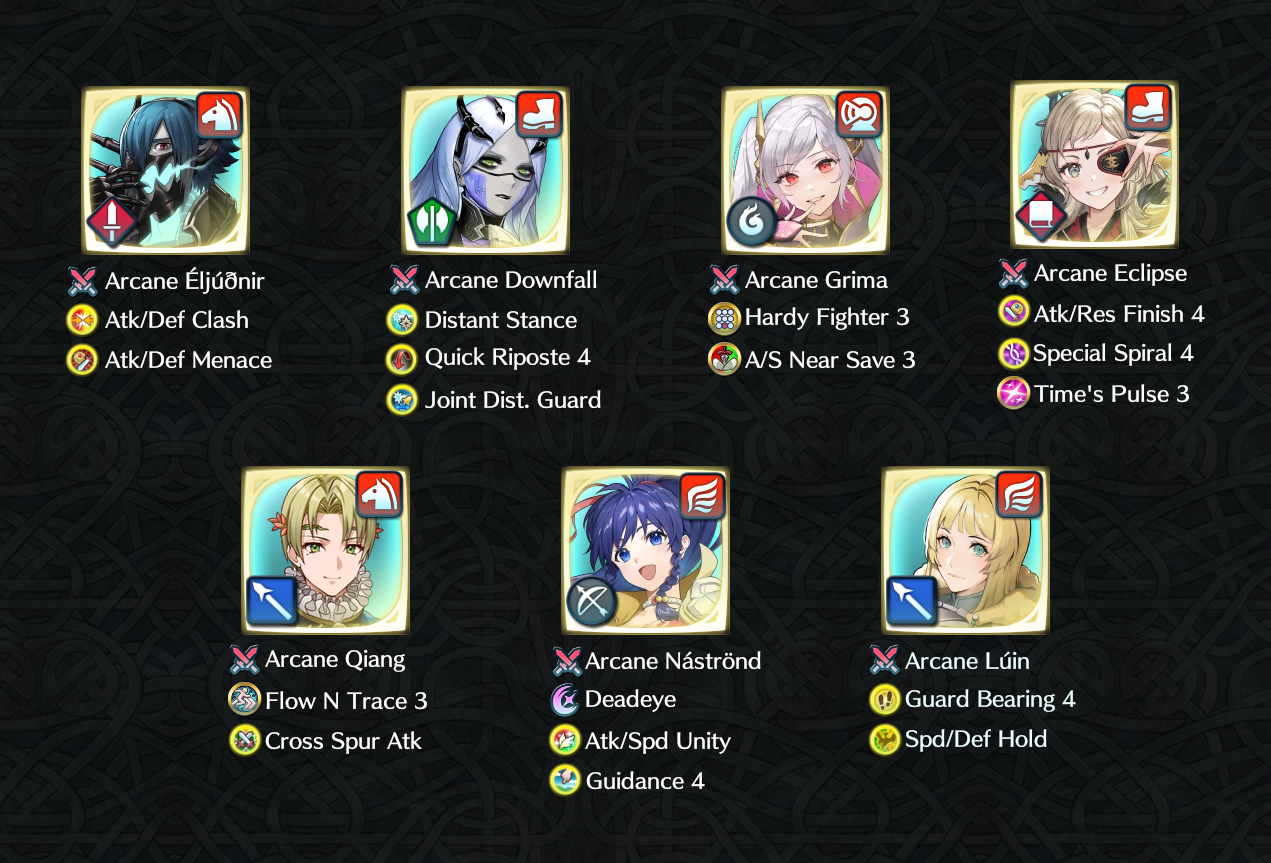 Arcane Éljúðnir
Atk/Def Clash
Atk/Def Menace
Arcane Downfall
Distant Stance
Quick Riposte 4
Joint Dist. Guard
Arcane Grima
Hardy Fighter 3
A/S Near Save 3
Arcane Eclipse
Atk/Res Finish 4
Special Spiral 4
Time's Pulse 3
Arcane Qiang
Flow N Trace 3
Cross Spur Atk
Arcane Náströnd
Deadeye
Atk/Spd Unity
Guidance 4
Arcane Lúin
Guard Bearing 4
Spd/Def Hold